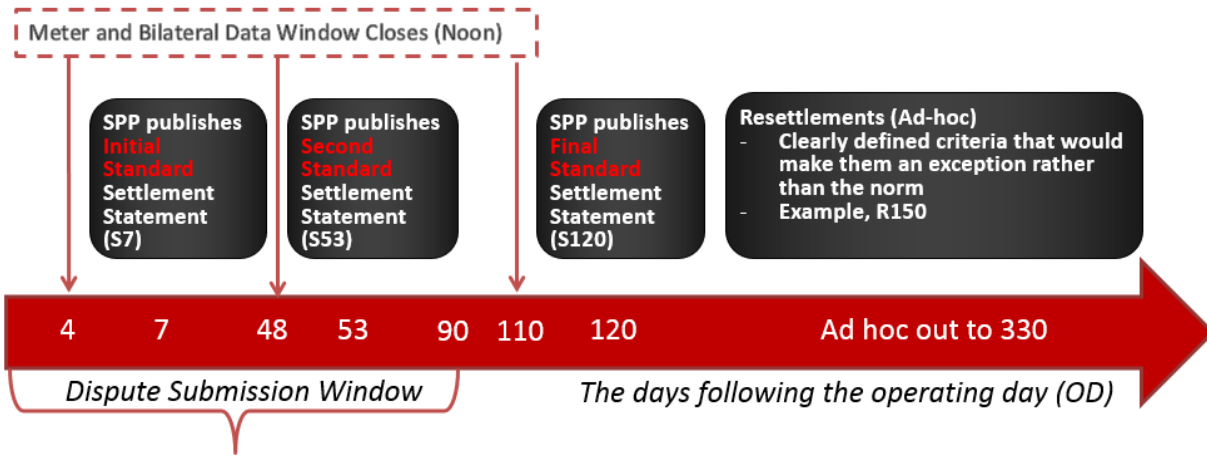 Meter and Bilateral Data Window Closes (Noon)
SPP publishes
Initial
Standard
Settlement
Statement
(S7)
SPP publishes
Second
Standard
Settlement
Statement
(S53)
SPP publishes
Final
Standard
Settlement
Statement
(S120)
Resettlements (Ad-hoc)
- Clearly defined criteria that would
make them an exception rather
than the norm
- Example, R150
4 7 48 53 90 110 120 Ad hoc out to 330
Dispute Submission Window
The days following the operating day (OD)